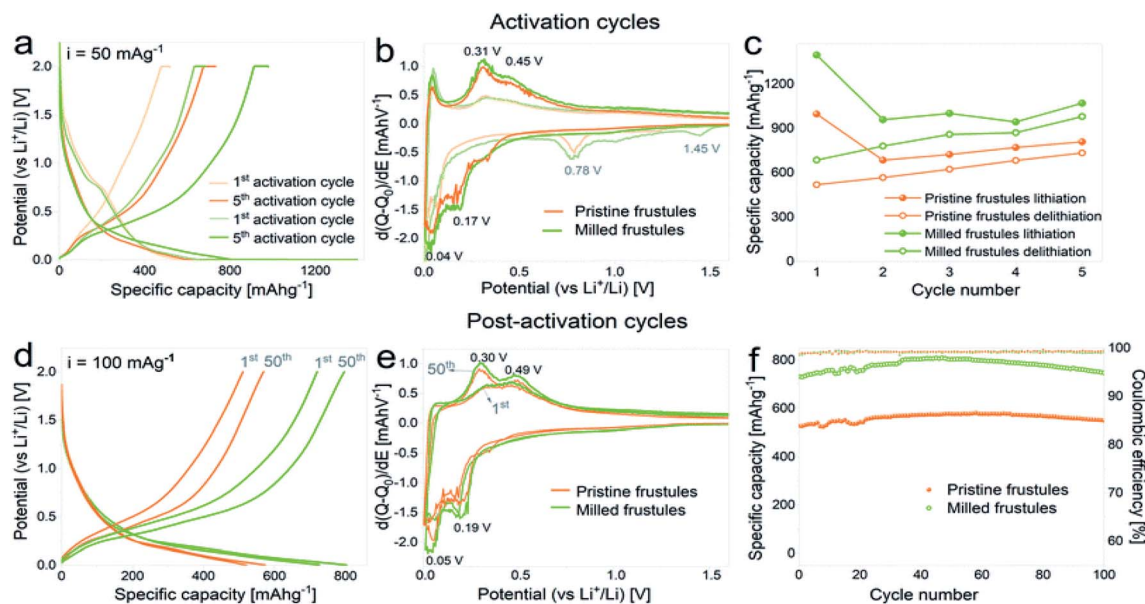 Activation cycles
a
i = 50 mAg⁻¹
Potential (vs Li⁺/Li) [V]
2.0
1.5
1.0
0.5
0.0
1ˢᵗ activation cycle
5ᵗʰ activation cycle
1ˢᵗ activation cycle
5ᵗʰ activation cycle
0 400 800 1200
Specific capacity [mAhg⁻¹]
b
d(Q-Q₀)/dE [mAhV⁻¹]
1.0
0.5
0.0
-0.5
-1.0
-1.5
-2.0
0.31 V
0.45 V
1.45 V
0.78 V
0.17 V
0.04 V
Pristine frustules
Milled frustules
0.0 0.5 1.0 1.5
Potential (vs Li⁺/Li) [V]
c
Specific capacity [mAhg⁻¹]
1200
900
600
300
0
Pristine frustules lithiation
Pristine frustules delithiation
Milled frustules lithiation
Milled frustules delithiation
1 2 3 4 5
Cycle number
Post-activation cycles
d
i = 100 mAg⁻¹
1ˢᵗ 50ᵗʰ 1ˢᵗ 50ᵗʰ
Potential (vs Li⁺/Li) [V]
2.0
1.5
1.0
0.5
0.0
0 200 400 600 800
Specific capacity [mAhg⁻¹]
e
d(Q-Q₀)/dE [mAhV⁻¹]
1.0
0.5
0.0
-0.5
-1.0
-1.5
-2.0
0.30 V
50ᵗʰ
0.49 V
1ˢᵗ
0.19 V
0.05 V
Pristine frustules
Milled frustules
0.0 0.5 1.0 1.5
Potential (vs Li⁺/Li) [V]
f
Specific capacity [mAhg⁻¹]
800
600
400
200
0
Pristine frustules
Milled frustules
100
90
80
70
60
Coulombic efficiency [%]
0 20 40 60 80 100
Cycle number